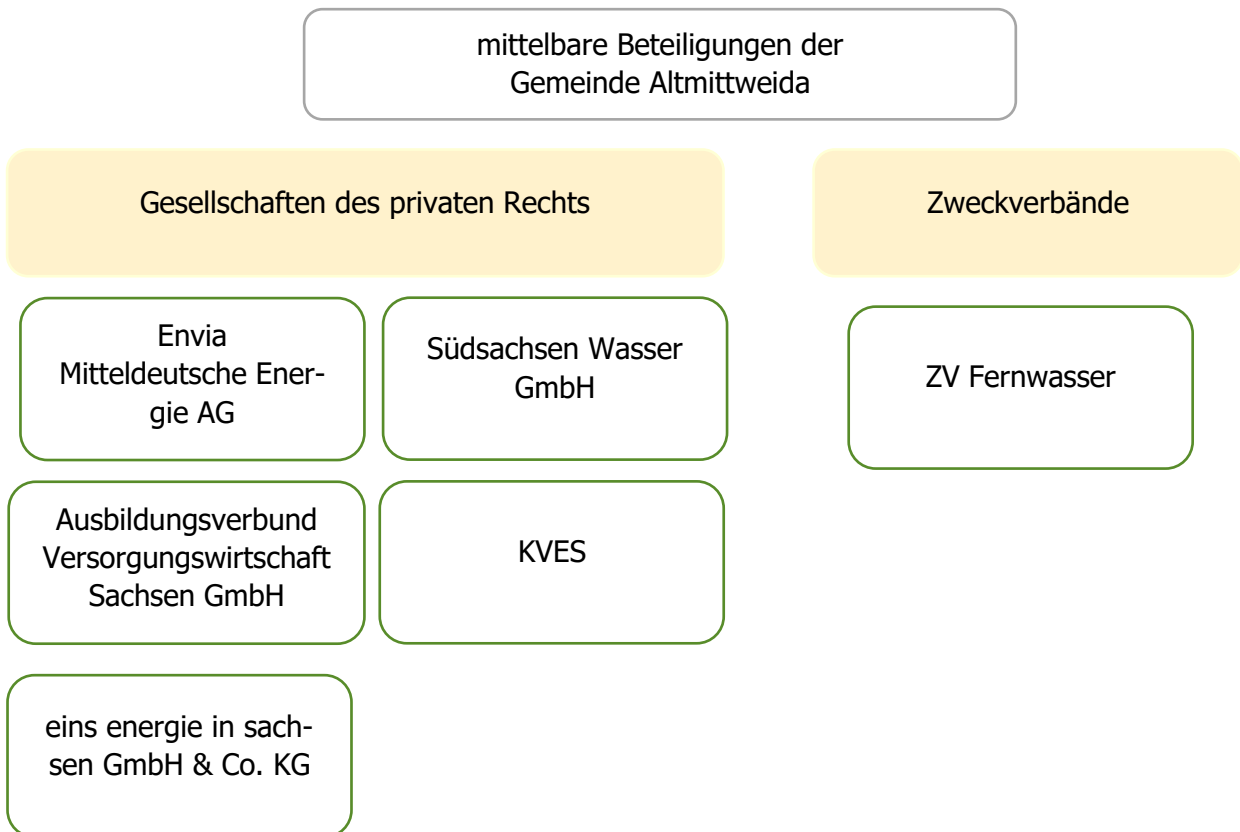 mittelbare Beteiligungen der
Gemeinde Altmittweida
Gesellschaften des privaten Rechts
Zweckverbände
Envia
Mitteldeutsche Ener-
gie AG
Südsachsen Wasser
GmbH
ZV Fernwasser
Ausbildungsverbund
Versorgungswirtschaft
Sachsen GmbH
KVES
eins energie in sach-
sen GmbH & Co. KG